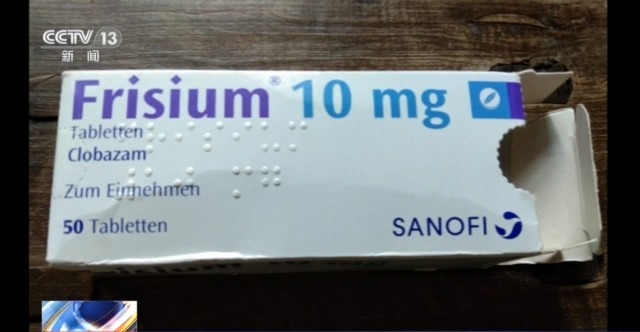 CCTV 13
新闻
Frisium® 10 mg
Tabletten
Clobazam
Zum Einnehmen
50 Tabletten
SANOFI